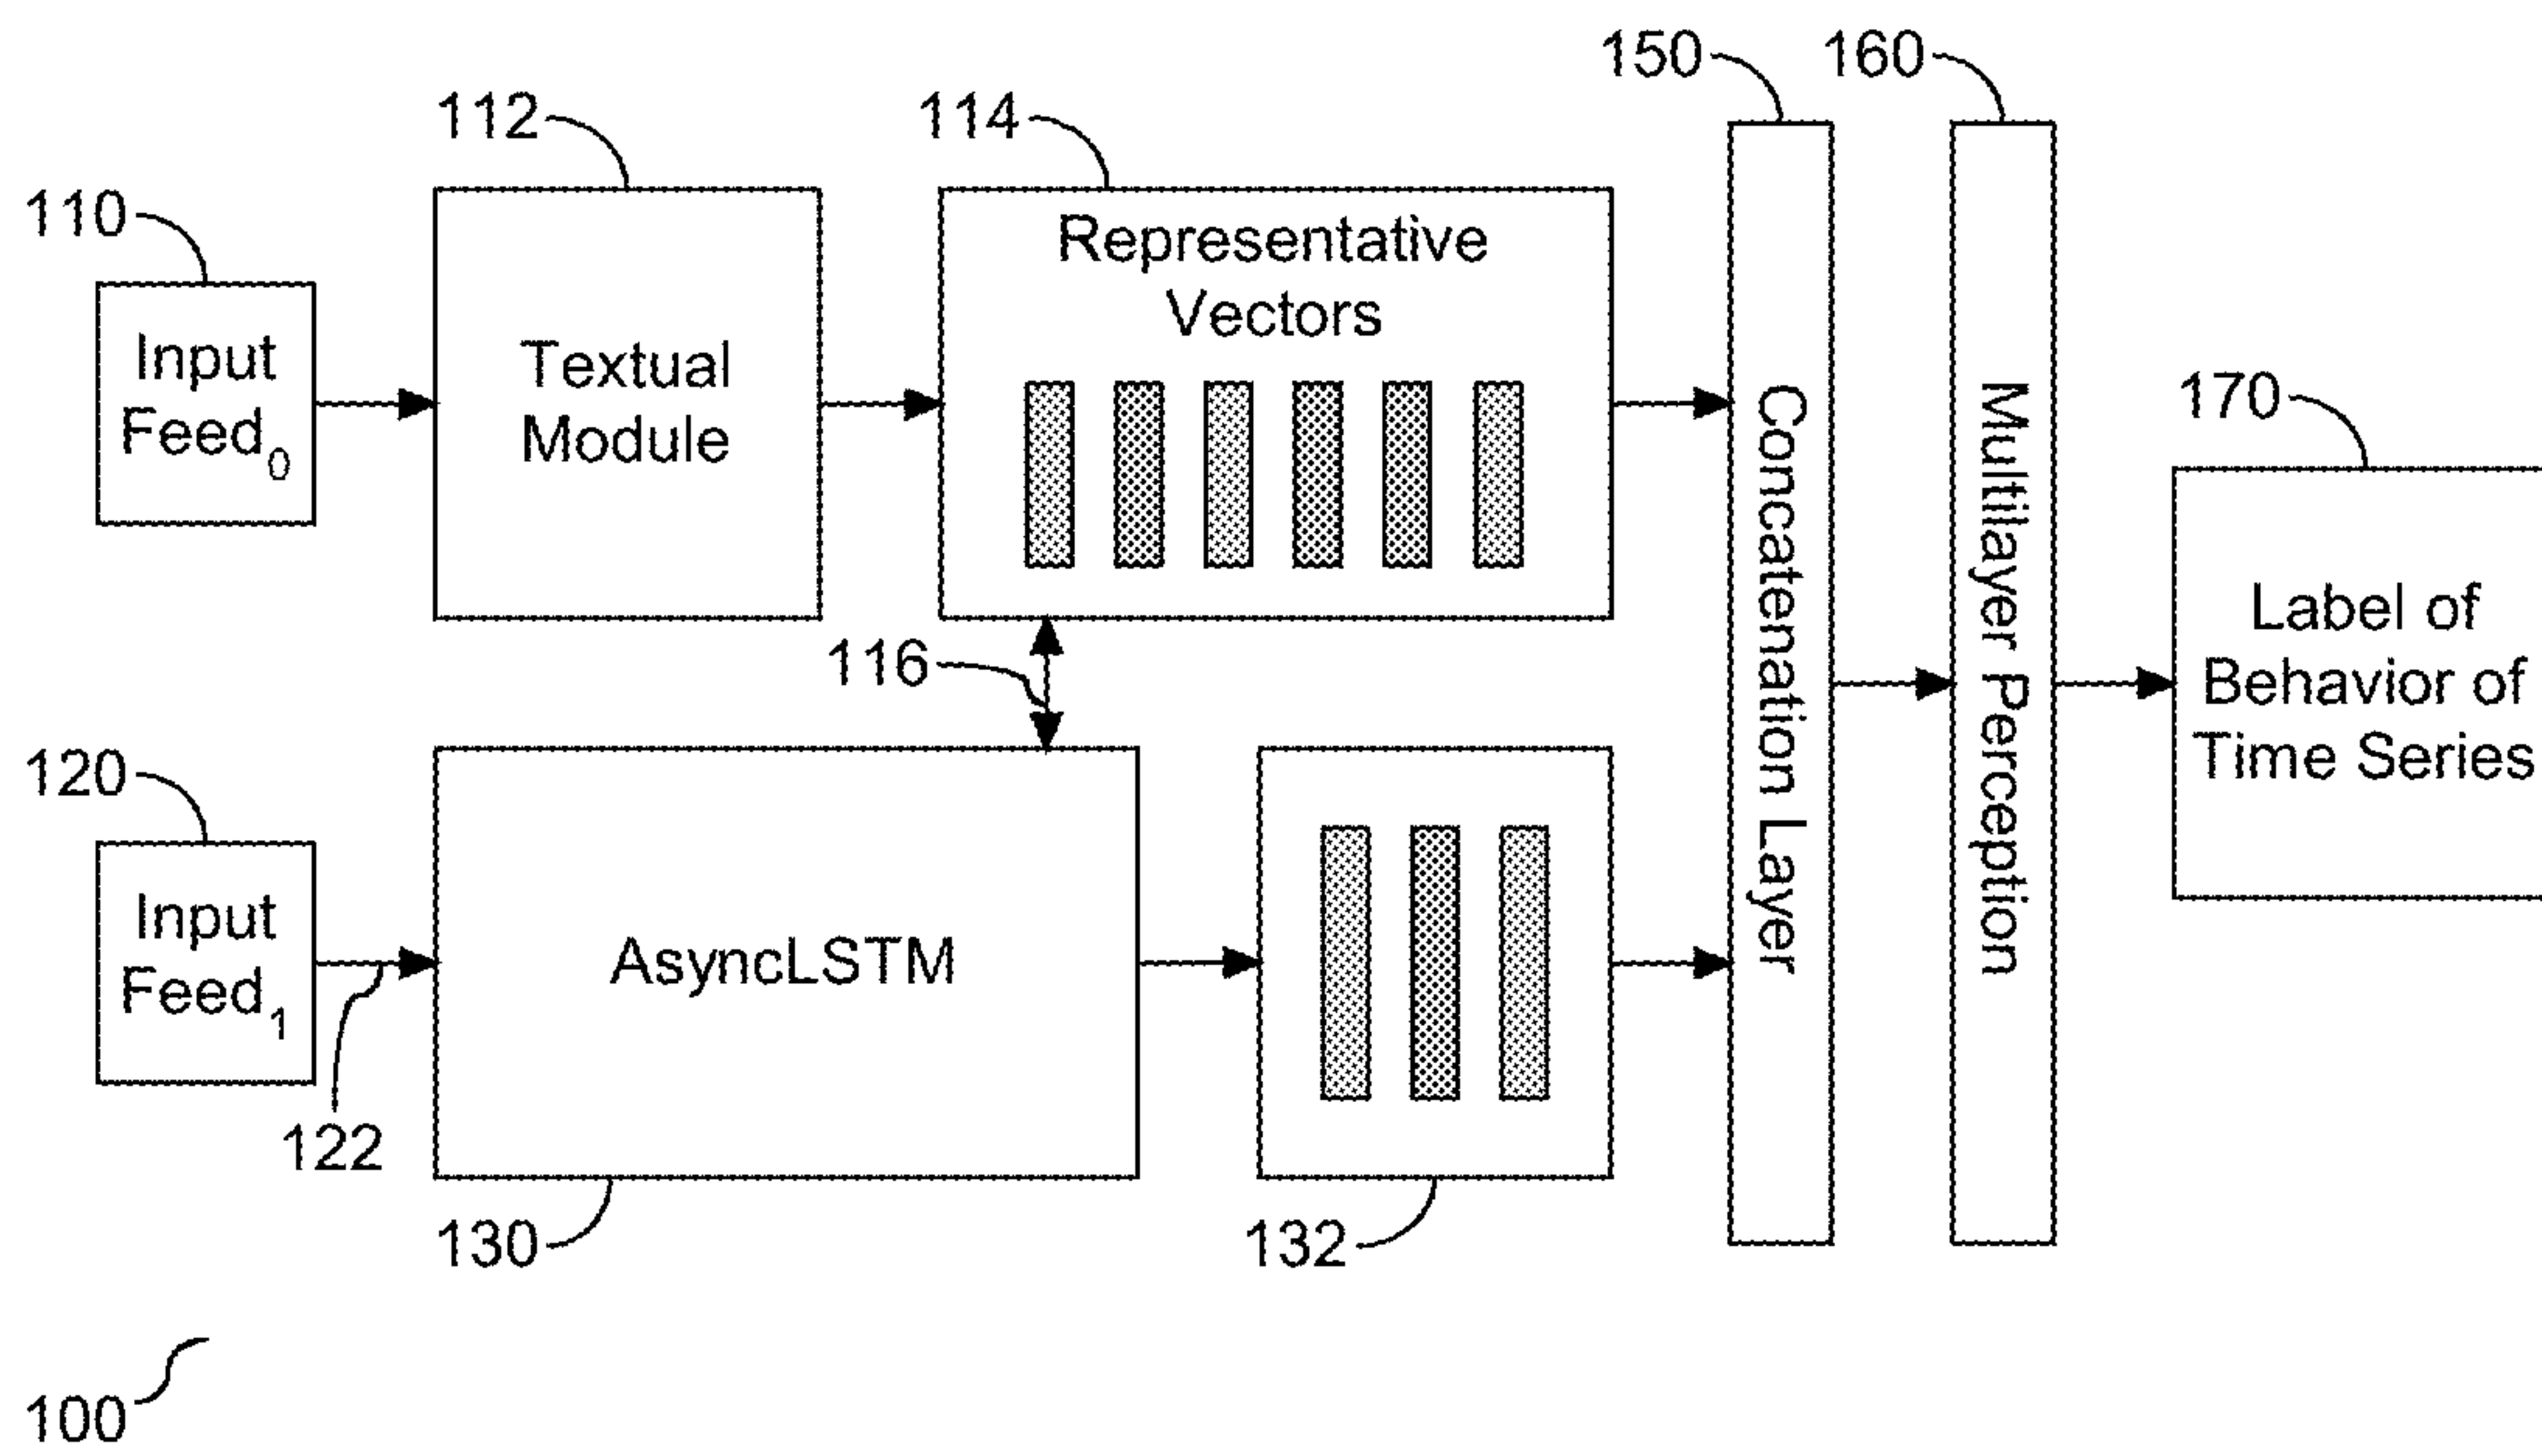 150
160
112
114
110
Representative
Vectors
Input
Feed₀
Textual
Module
170
Concatenation Layer
Multilayer Perception
Label of
Behavior of
Time Series
116
120
Input
Feed₁
AsyncLSTM
122
130
132
100